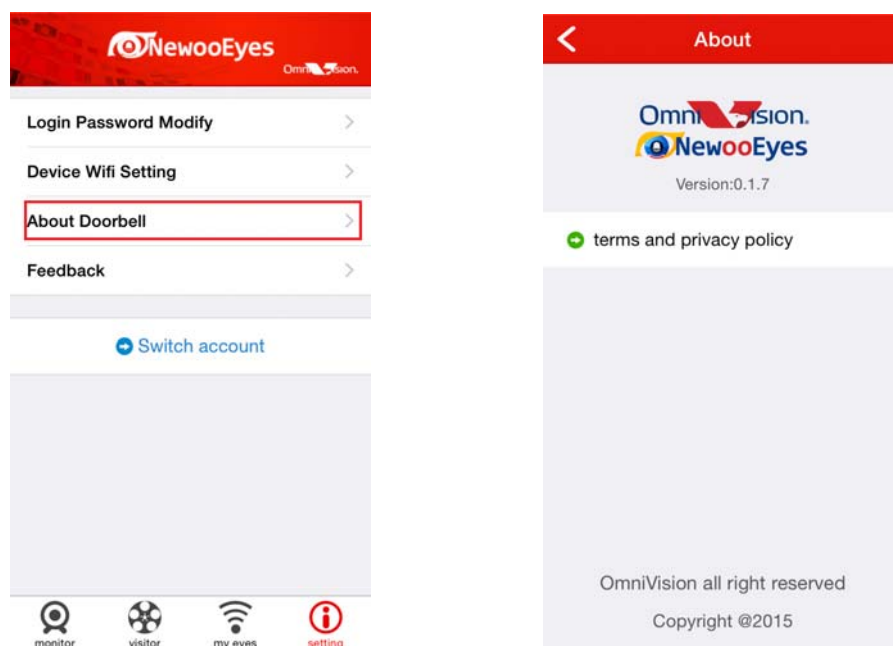 NewooEyes
OmniVision.
Login Password Modify
Device Wifi Setting
About Doorbell
Feedback
Switch account
monitor
visitor
my eyes
setting
About
OmniVision.
NewooEyes
Version:0.1.7
terms and privacy policy
OmniVision all right reserved
Copyright @2015